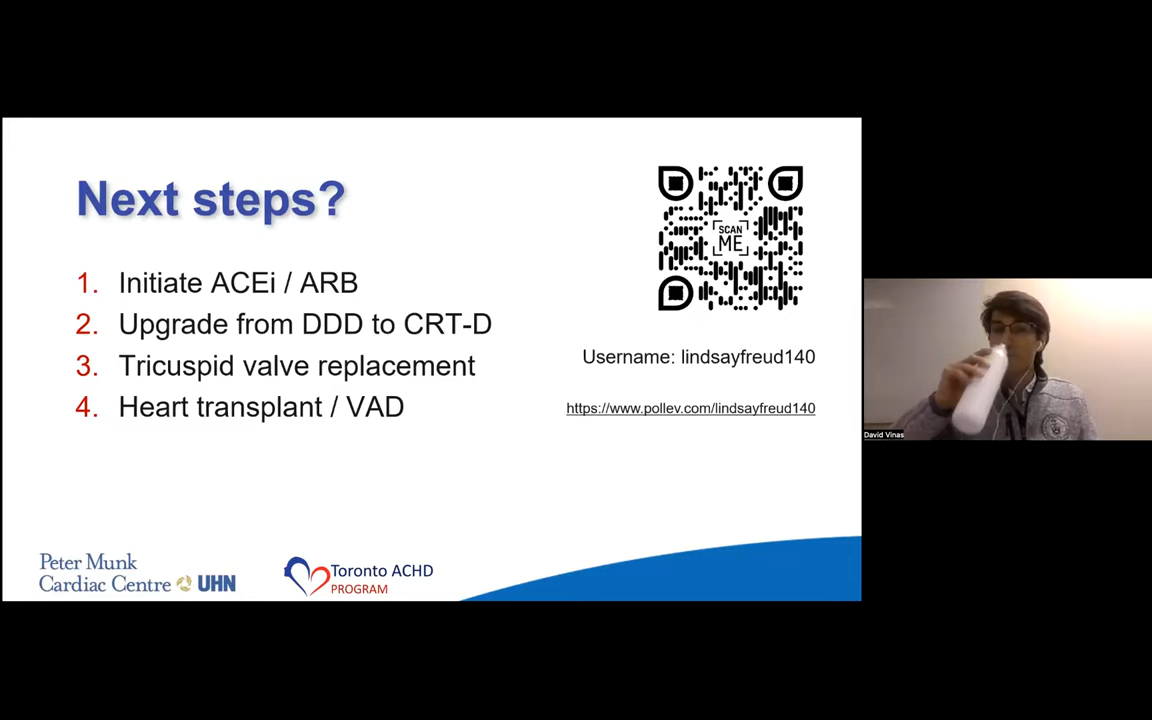 Next steps?
1. Initiate ACEi / ARB
2. Upgrade from DDD to CRT-D
3. Tricuspid valve replacement
4. Heart transplant / VAD
SCAN
ME
Username: lindsayfreud140
https://www.pollev.com/lindsayfreud140
David Vinas
Peter Munk
Cardiac Centre UHN
Toronto ACHD
PROGRAM